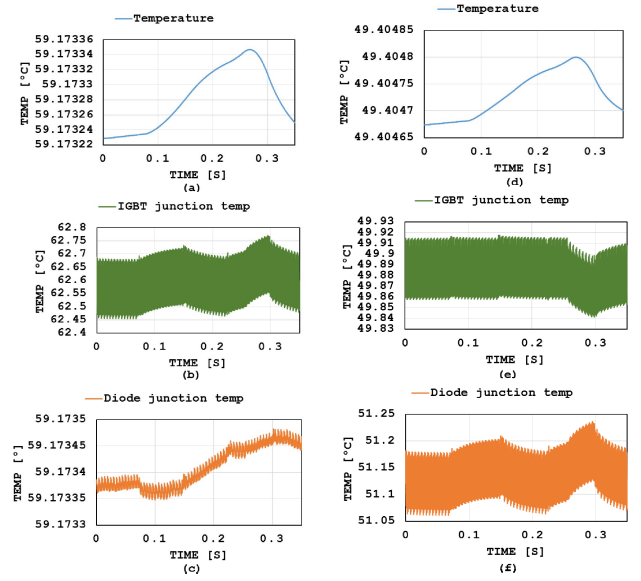 Temperature
TEMP [°C]
59.17336
59.17334
59.17332
59.1733
59.17328
59.17326
59.17324
59.17322
0
0.1
0.2
0.3
TIME [S]
(a)
Temperature
TEMP [°C]
49.40485
49.4048
49.40475
49.4047
49.40465
0
0.1
0.2
0.3
TIME [S]
(d)
IGBT junction temp
TEMP [°C]
62.8
62.75
62.7
62.65
62.6
62.55
62.5
62.45
62.4
0
0.1
0.2
0.3
TIME [S]
(b)
IGBT junction temp
TEMP [°C]
49.93
49.91
49.9
49.89
49.88
49.87
49.86
49.84
49.83
0
0.1
0.2
0.3
TIME [S]
(e)
Diode junction temp
TEMP [°]
59.1735
59.17345
59.1734
59.17335
59.1733
0
0.1
0.2
0.3
TIME [S]
(c)
Diode junction temp
TEMP [°C]
51.25
51.2
51.15
51.1
51.05
0
0.1
0.2
0.3
TIME [S]
(f)